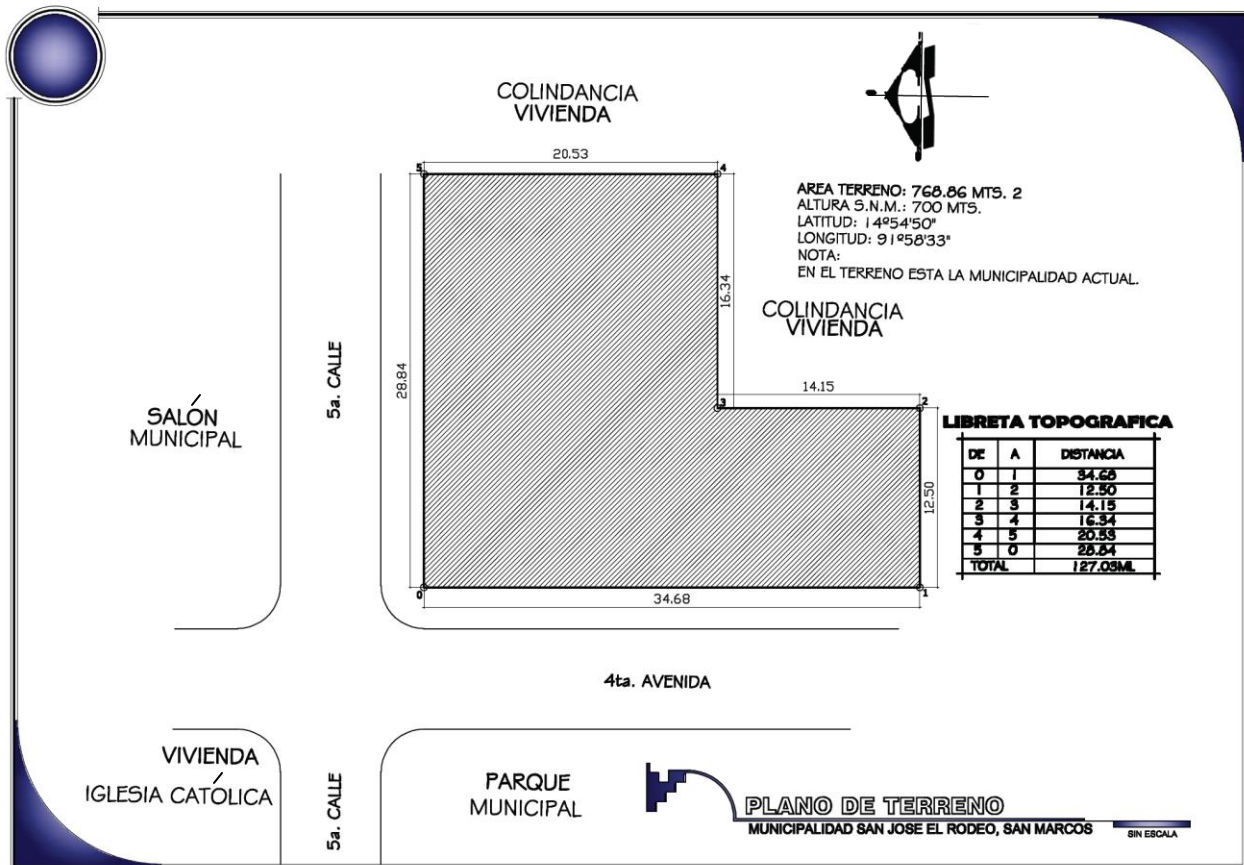 COLINDANCIA
VIVIENDA
20.53
5
4
AREA TERRENO: 768.86 MTS. 2
ALTURA S.N.M.: 700 MTS.
LATITUD: 14º54'50"
LONGITUD: 91º58'33"
NOTA:
EN EL TERRENO ESTA LA MUNICIPALIDAD ACTUAL.
16.34
COLINDANCIA
VIVIENDA
5a. CALLE
28.84
SALÓN
MUNICIPAL
14.15
3
2
12.50
LIBRETA TOPOGRAFICA
DE A DISTANCIA
0 1 34.68
1 2 12.50
2 3 14.15
3 4 16.34
4 5 20.53
5 0 28.84
TOTAL 127.03ML
0
34.68
1
4ta. AVENIDA
VIVIENDA
IGLESIA CATÓLICA
5a. CALLE
PARQUE
MUNICIPAL
PLANO DE TERRENO
MUNICIPALIDAD SAN JOSE EL RODEO, SAN MARCOS
SIN ESCALA